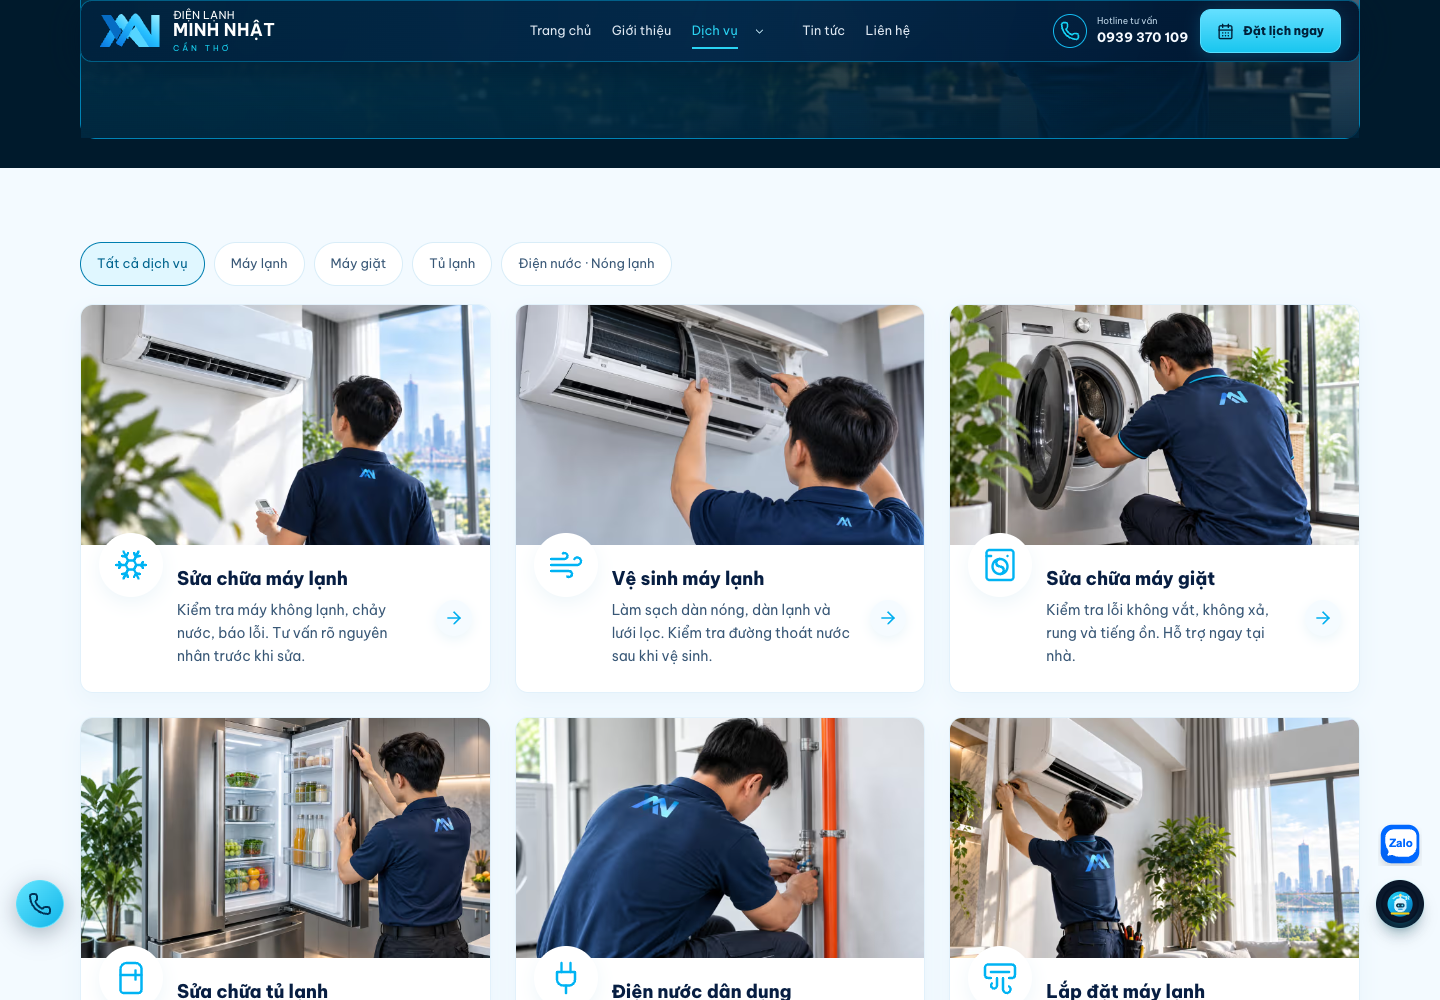 ĐIỆN LẠNH
MINH NHẬT
CẦN THƠ
Trang chủ
Giới thiệu
Dịch vụ
Tin tức
Liên hệ
Hotline tư vấn
0939 370 109
Đặt lịch ngay
Tất cả dịch vụ
Máy lạnh
Máy giặt
Tủ lạnh
Điện nước · Nóng lạnh
Sửa chữa máy lạnh
Kiểm tra máy không lạnh, chảy
nước, báo lỗi. Tư vấn rõ nguyên
nhân trước khi sửa.
Vệ sinh máy lạnh
Làm sạch dàn nóng, dàn lạnh và
lưới lọc. Kiểm tra đường thoát nước
sau khi vệ sinh.
Sửa chữa máy giặt
Kiểm tra lỗi không vắt, không xả,
rung và tiếng ồn. Hỗ trợ ngay tại
nhà.
Sửa chữa tủ lạnh
Điện nước dân dụng
Lắp đặt máy lạnh
Zalo